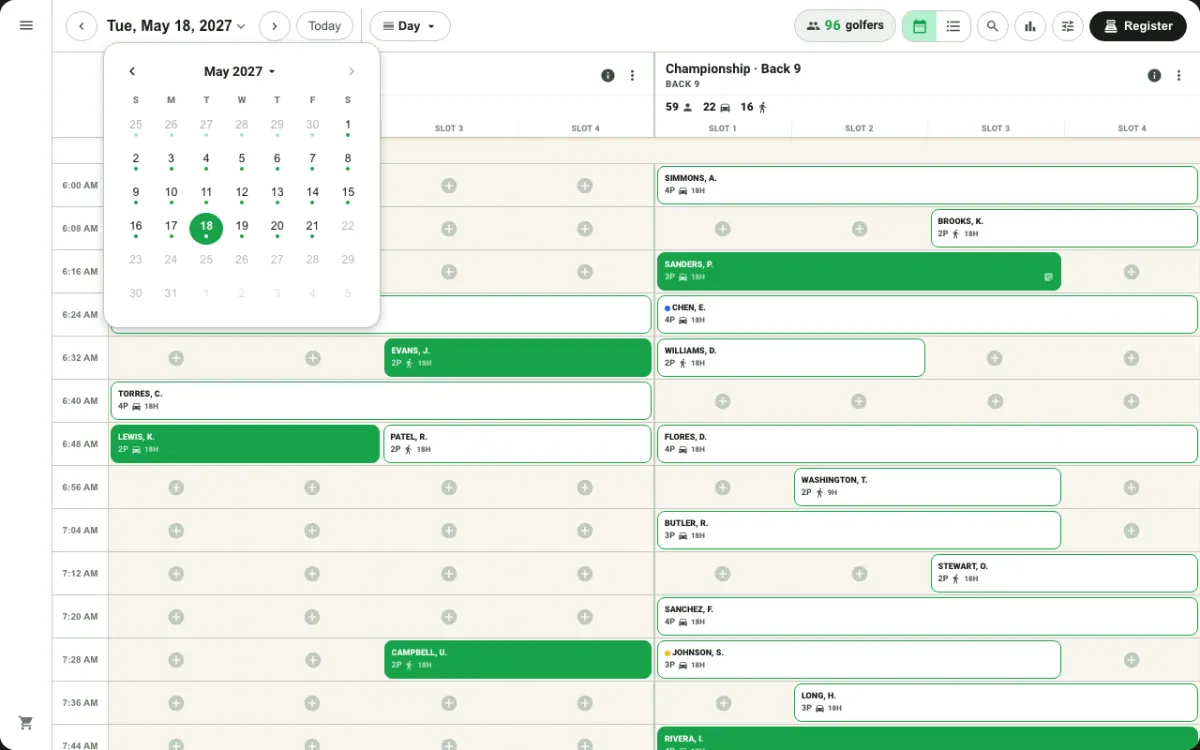 Tue, May 18, 2027
Today
Day
96 golfers
Register
May 2027
S M T W T F S
25 26 27 28 29 30 1
2 3 4 5 6 7 8
9 10 11 12 13 14 15
16 17 18 19 20 21 22
23 24 25 26 27 28 29
30 31 1 2 3 4 5
Championship · Back 9
BACK 9
59 22 16
SLOT 3 SLOT 4 SLOT 1 SLOT 2 SLOT 3 SLOT 4
6:00 AM
SIMMONS, A.
4P 18H
6:08 AM
BROOKS, K.
2P 18H
6:16 AM
SANDERS, P.
3P 18H
6:24 AM
CHEN, E.
4P 18H
6:32 AM
EVANS, J.
2P 18H
WILLIAMS, D.
2P 18H
6:40 AM
TORRES, C.
4P 18H
6:48 AM
LEWIS, K.
2P 18H
PATEL, R.
2P 18H
FLORES, D.
4P 18H
6:56 AM
WASHINGTON, T.
2P 9H
7:04 AM
BUTLER, R.
3P 18H
7:12 AM
STEWART, O.
2P 18H
7:20 AM
SANCHEZ, F.
4P 18H
7:28 AM
CAMPBELL, U.
2P 18H
JOHNSON, S.
3P 18H
7:36 AM
LONG, H.
3P 18H
7:44 AM
RIVERA, I.